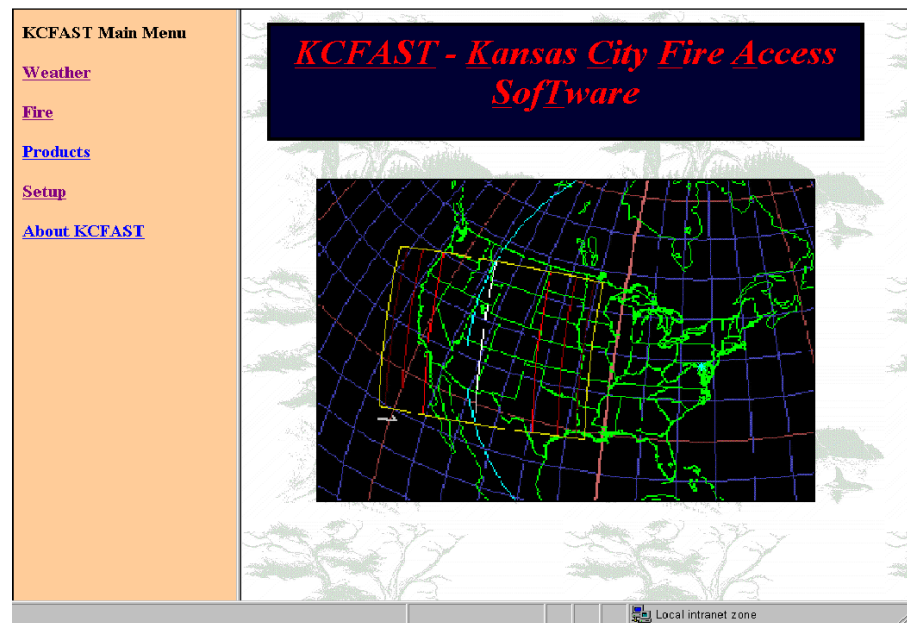 KCFAST Main Menu
Weather
Fire
Products
Setup
About KCFAST
KCFAST - Kansas City Fire Access
SofTware
Local intranet zone